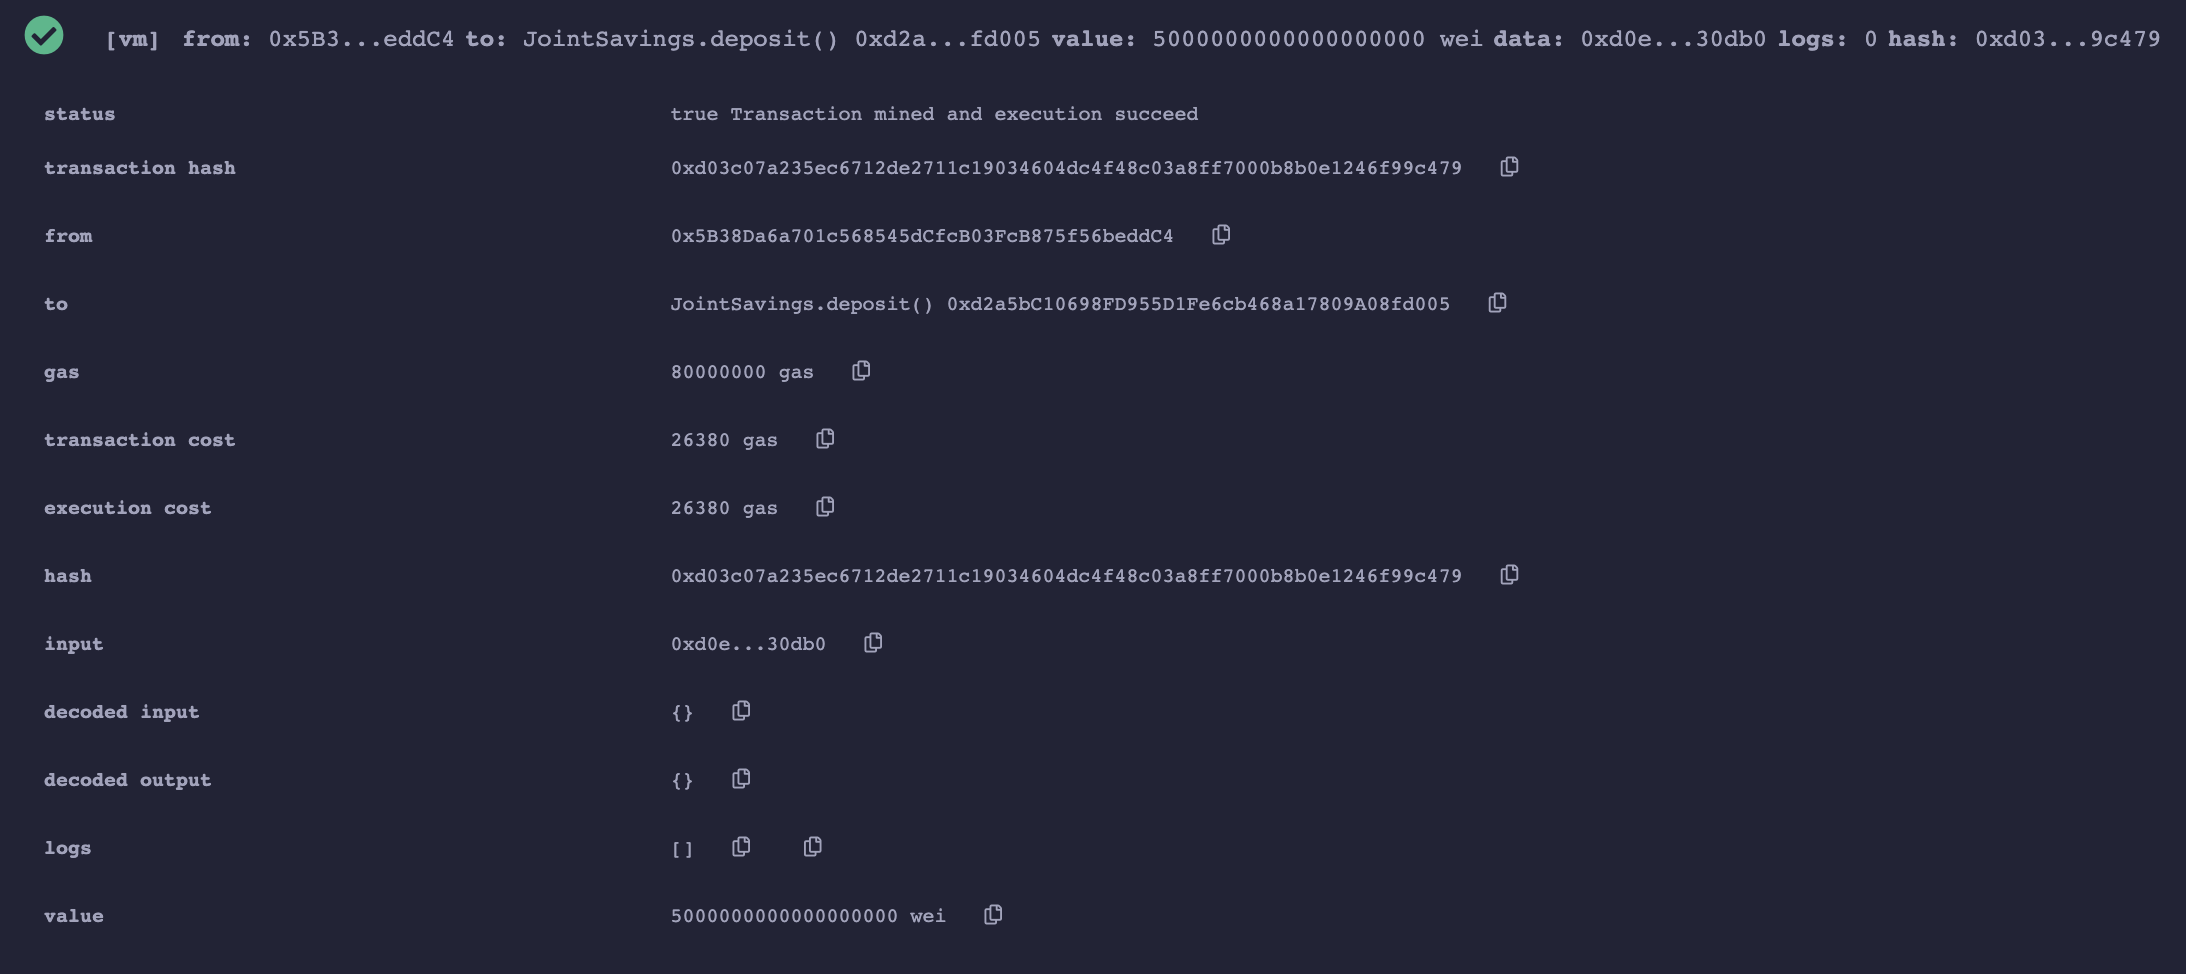 [vm] from: 0x5B3...eddC4 to: JointSavings.deposit() 0xd2a...fd005 value: 5000000000000000000 wei data: 0xd0e...30db0 logs: 0 hash: 0xd03...9c479
status true Transaction mined and execution succeed
transaction hash 0xd03c07a235ec6712de2711c19034604dc4f48c03a8ff7000b8b0e1246f99c479
from 0x5B38Da6a701c568545dCfcB03FcB875f56beddC4
to JointSavings.deposit() 0xd2a5bC10698FD955D1Fe6cb468a17809A08fd005
gas 80000000 gas
transaction cost 26380 gas
execution cost 26380 gas
hash 0xd03c07a235ec6712de2711c19034604dc4f48c03a8ff7000b8b0e1246f99c479
input 0xd0e...30db0
decoded input {}
decoded output {}
logs []
value 5000000000000000000 wei